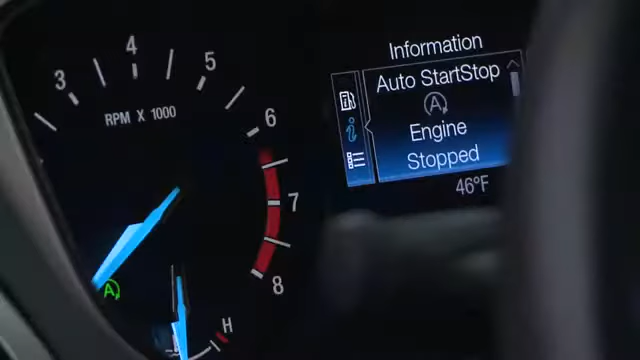 3
4
5
6
7
8
RPM X 1000
A
H
Information
Auto StartStop
A
Engine
Stopped
46°F